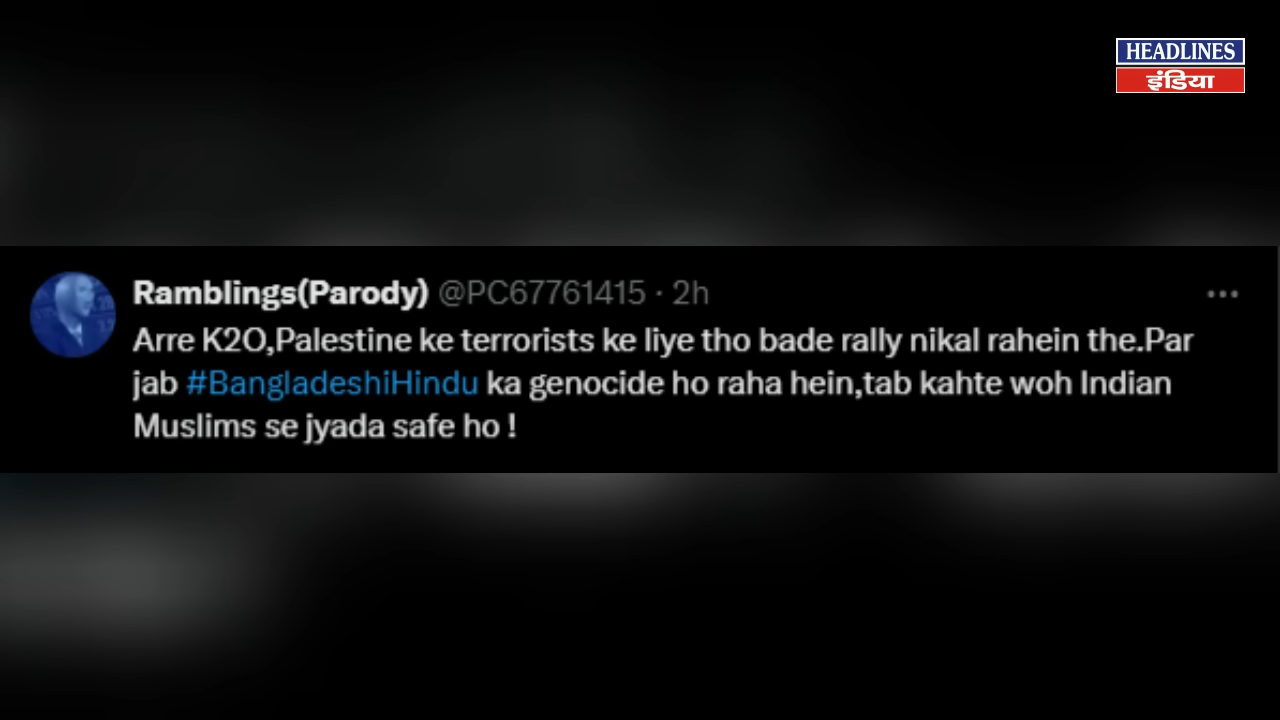 HEADLINES
इंडिया
Ramblings(Parody) @PC67761415 · 2h
Arre K2O,Palestine ke terrorists ke liye tho bade rally nikal rahein the.Par
jab #BangladeshiHindu ka genocide ho raha hein,tab kahte woh Indian
Muslims se jyada safe ho !